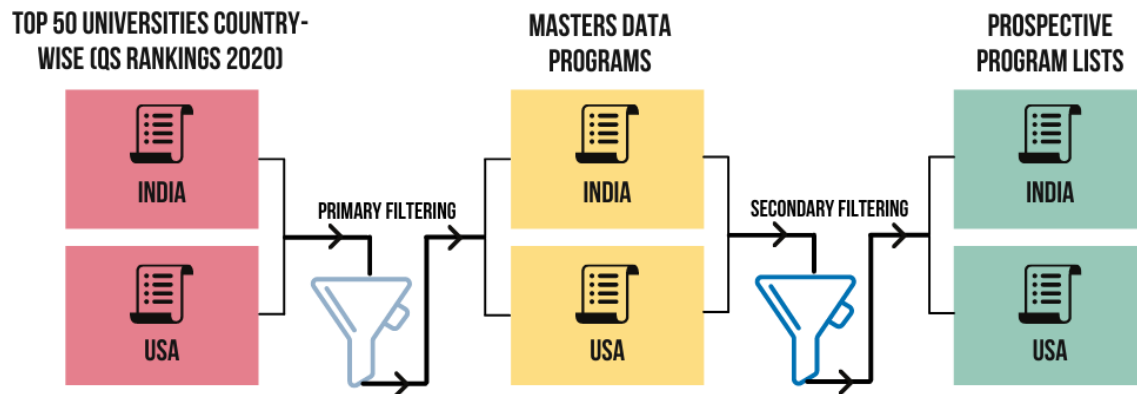 TOP 50 UNIVERSITIES COUNTRY-
WISE (QS RANKINGS 2020)
INDIA
USA
PRIMARY FILTERING
MASTERS DATA
PROGRAMS
INDIA
USA
SECONDARY FILTERING
PROSPECTIVE
PROGRAM LISTS
INDIA
USA